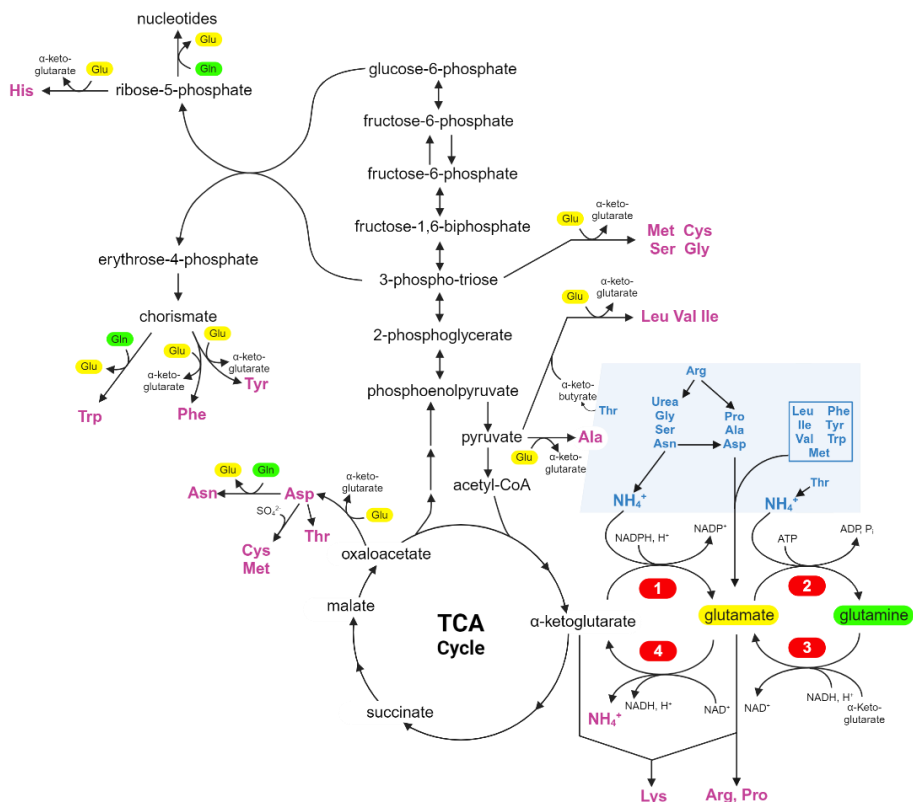 nucleotides
Glu
α-keto-
glutarate
Glu
Gln
His
ribose-5-phosphate
glucose-6-phosphate
fructose-6-phosphate
fructose-6-phosphate
fructose-1,6-biphosphate
Glu
α-keto-
glutarate
Met Cys
Ser Gly
erythrose-4-phosphate
3-phospho-triose
Glu
α-keto-
glutarate
chorismate
Leu Val Ile
2-phosphoglycerate
Gln
Glu
Glu
Glu
α-keto-
glutarate
α-keto-
glutarate
Tyr
Trp
Phe
phosphoenolpyruvate
α-keto-
butyrate
Thr
pyruvate
Ala
Glu
α-keto-
glutarate
acetyl-CoA
Arg
Urea
Gly
Ser
Asn
Pro
Ala
Asp
Leu Phe
Ile Tyr
Val Trp
Met
NH₄⁺
NH₄⁺
Thr
Glu
Gln
Asn
Asp
α-keto-
glutarate
Glu
SO₄²⁻
Thr
Cys
Met
oxaloacetate
NADPH, H⁺
NADP⁺
ATP
ADP, Pᵢ
1
2
malate
TCA
Cycle
α-ketoglutarate
glutamate
glutamine
4
3
succinate
NH₄⁺
NADH, H⁺
NAD⁺
NAD⁻
NADH, H⁺
α-Keto-
glutarate
Lys
Arg, Pro